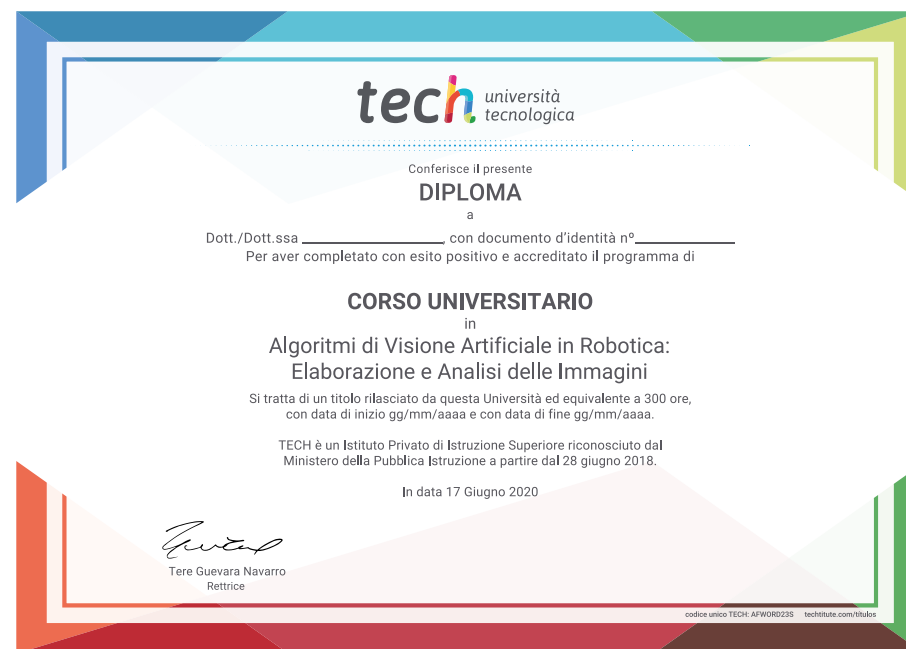 tech università
tecnologica
Conferisce il presente
DIPLOMA
a
Dott./Dott.ssa ________________, con documento d'identità nº____________
Per aver completato con esito positivo e accreditato il programma di
CORSO UNIVERSITARIO
in
Algoritmi di Visione Artificiale in Robotica:
Elaborazione e Analisi delle Immagini
Si tratta di un titolo rilasciato da questa Università ed equivalente a 300 ore,
con data di inizio gg/mm/aaaa e con data di fine gg/mm/aaaa.
TECH è un Istituto Privato di Istruzione Superiore riconosciuto dal
Ministero della Pubblica Istruzione a partire dal 28 giugno 2018.
In data 17 Giugno 2020
Tere Guevara Navarro
Rettrice
codice unico TECH: AFWORD23S techtitute.com/titulos